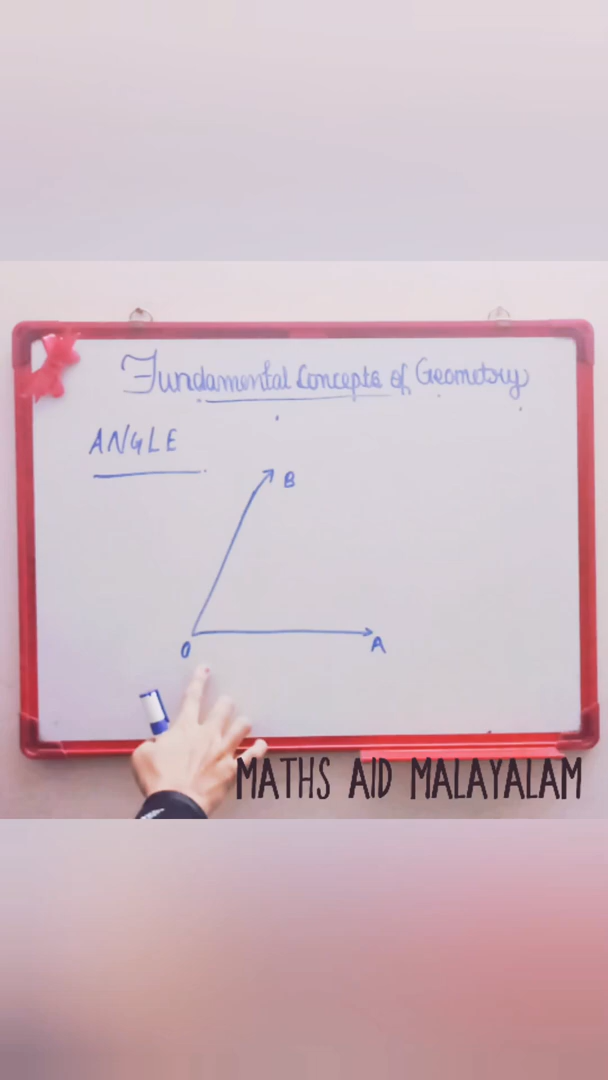 Fundamental Concepts of Geometry
ANGLE
B
O
A
MATHS AID MALAYALAM